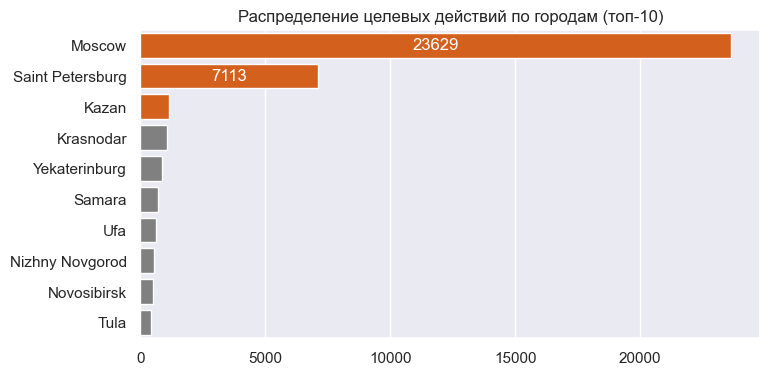 Распределение целевых действий по городам (топ-10)
Moscow
23629
Saint Petersburg
7113
Kazan
Krasnodar
Yekaterinburg
Samara
Ufa
Nizhny Novgorod
Novosibirsk
Tula
0 5000 10000 15000 20000